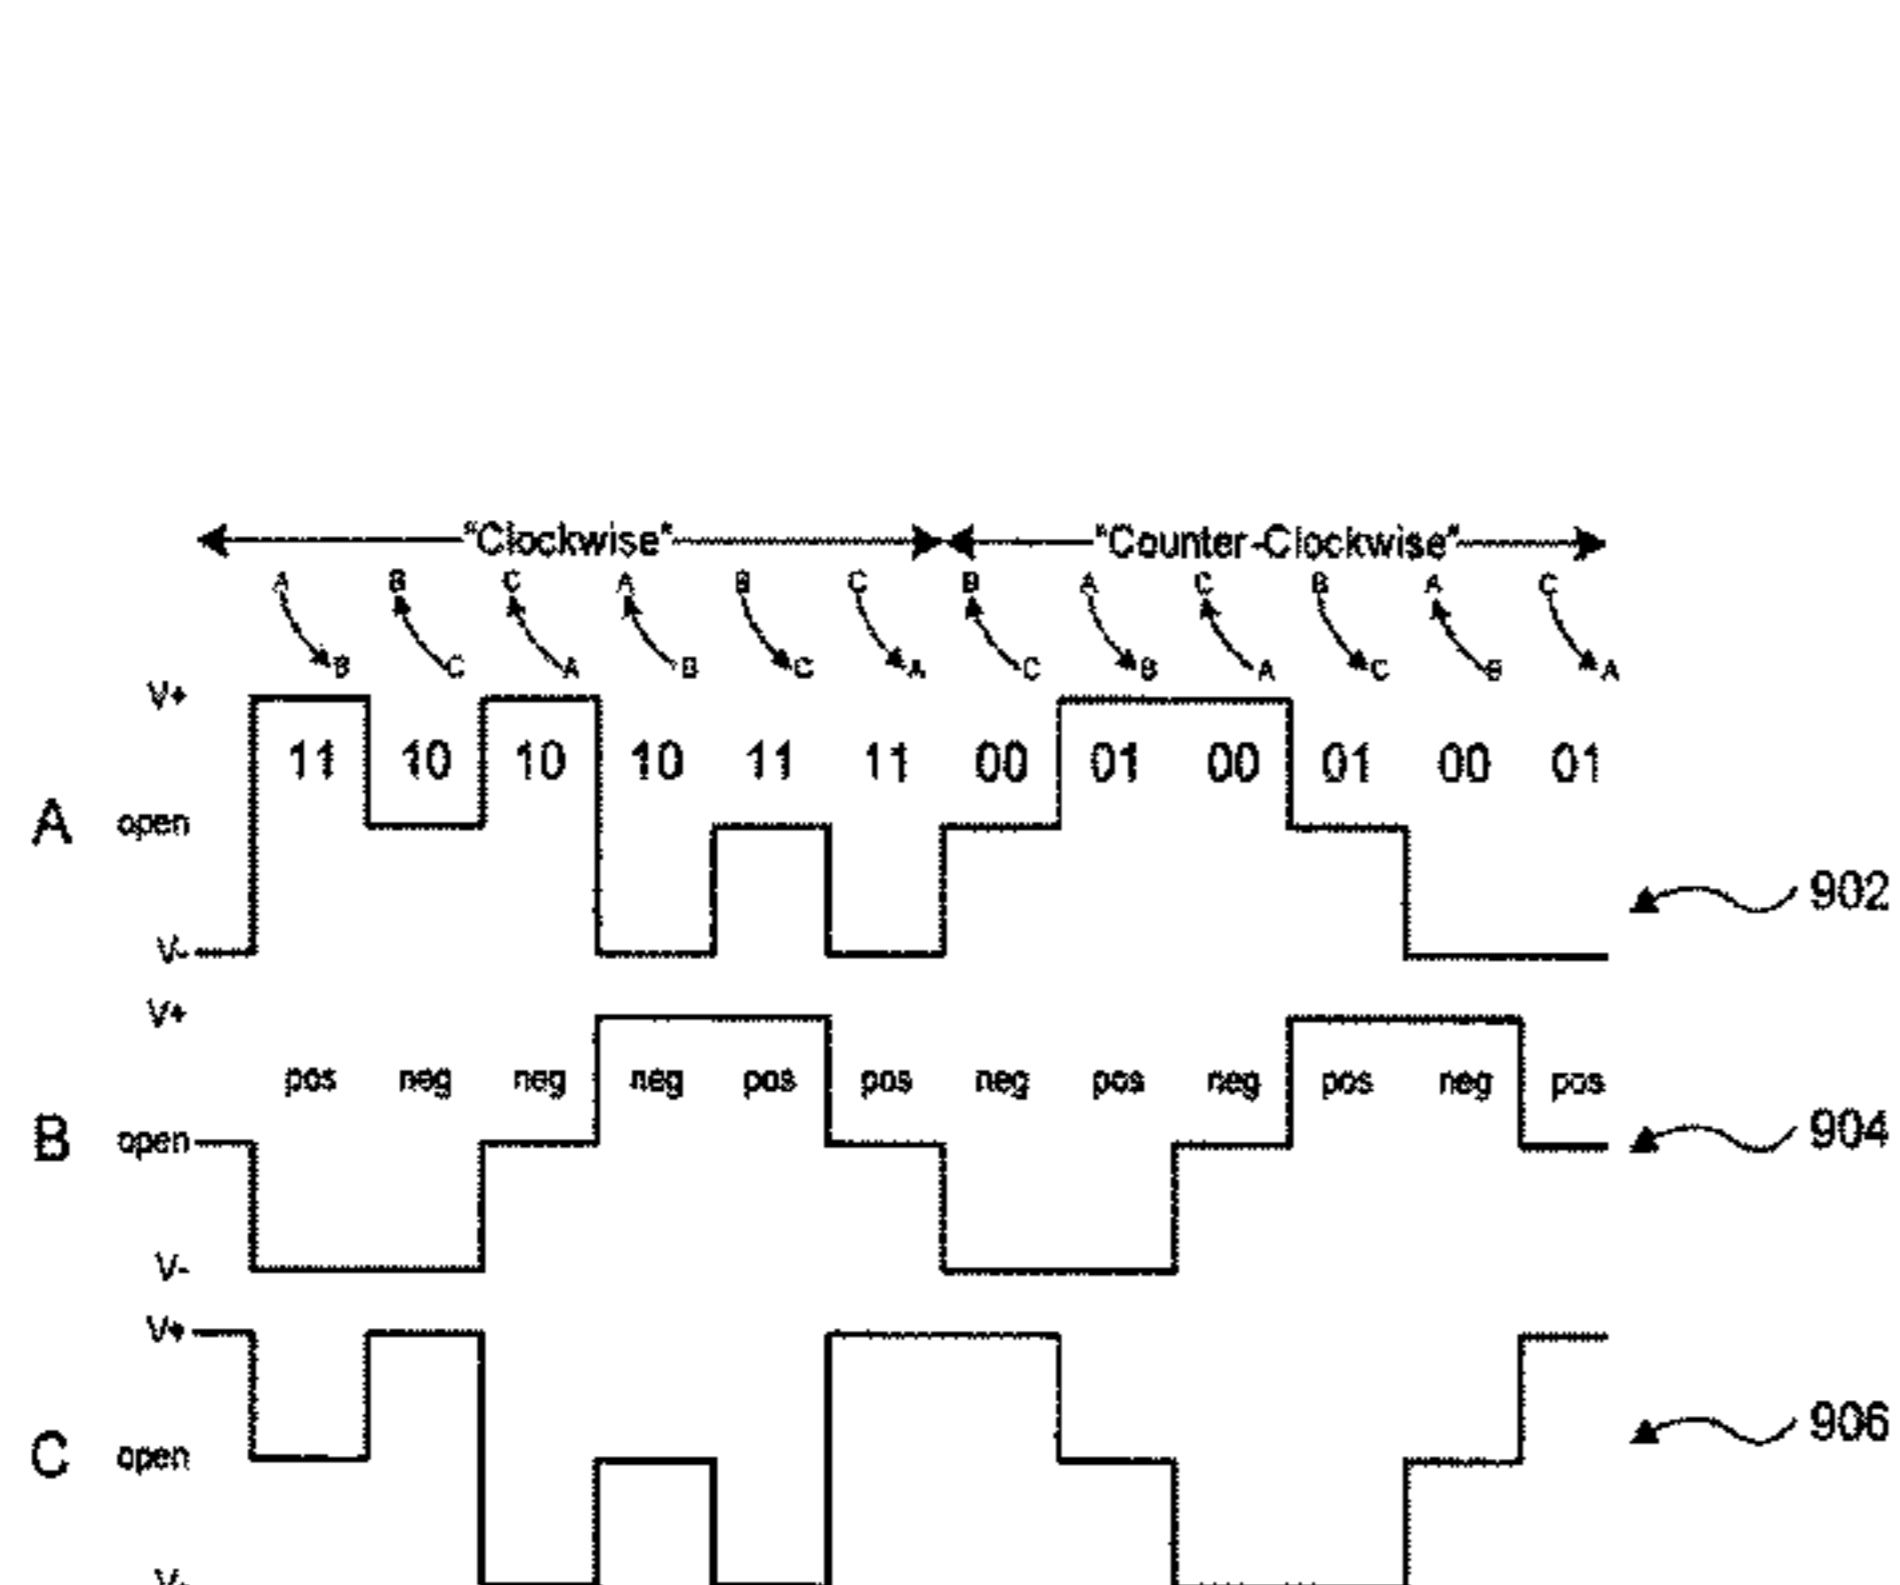 "Clockwise" "Counter-Clockwise"
A B C A B C B A C B A C
B C A B C A C B A C B A
V+
11 10 10 10 11 11 00 01 00 01 00 01
A open
902
V-
V+
pos neg neg neg pos pos neg pos neg pos neg pos
B open
904
V-
V+
906
C open